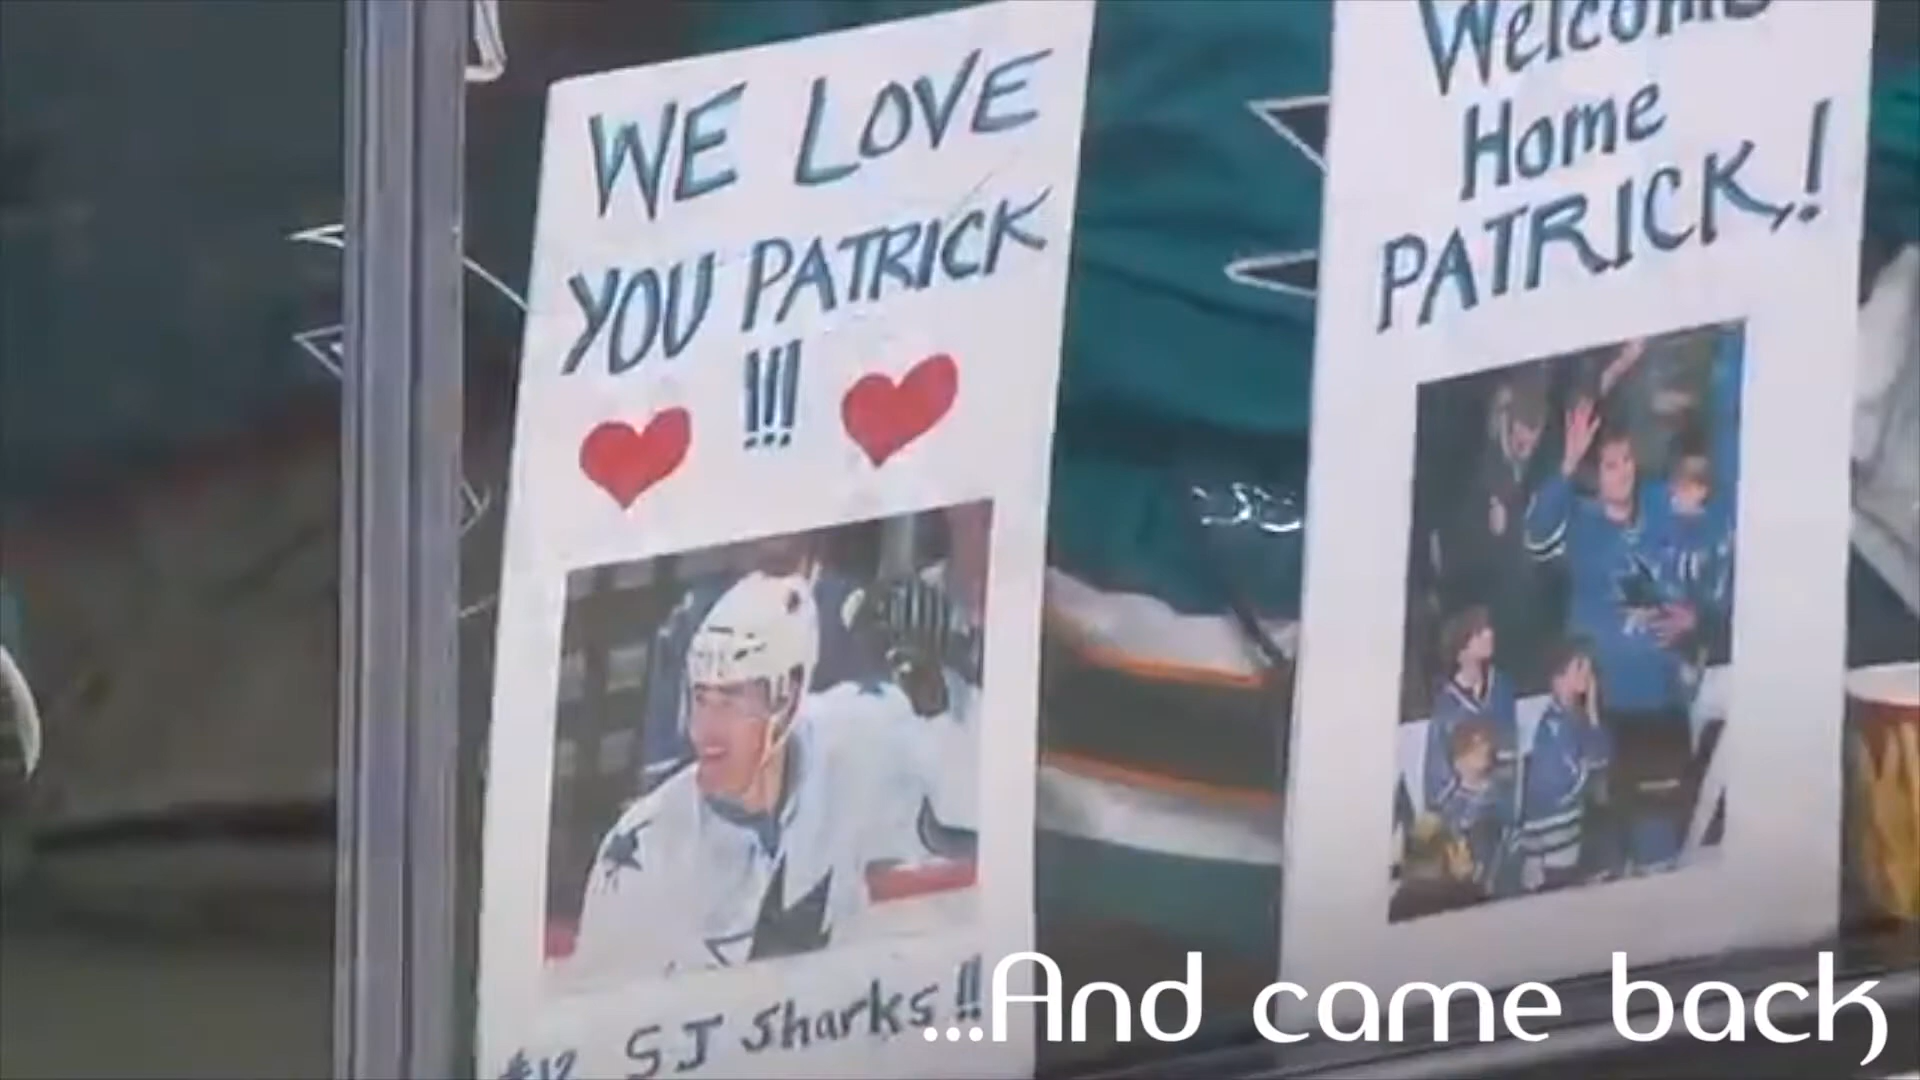 WE LOVE
YOU PATRICK
!!!
#12 SJ Sharks!!
Welcome
Home
PATRICK,!
...And came back